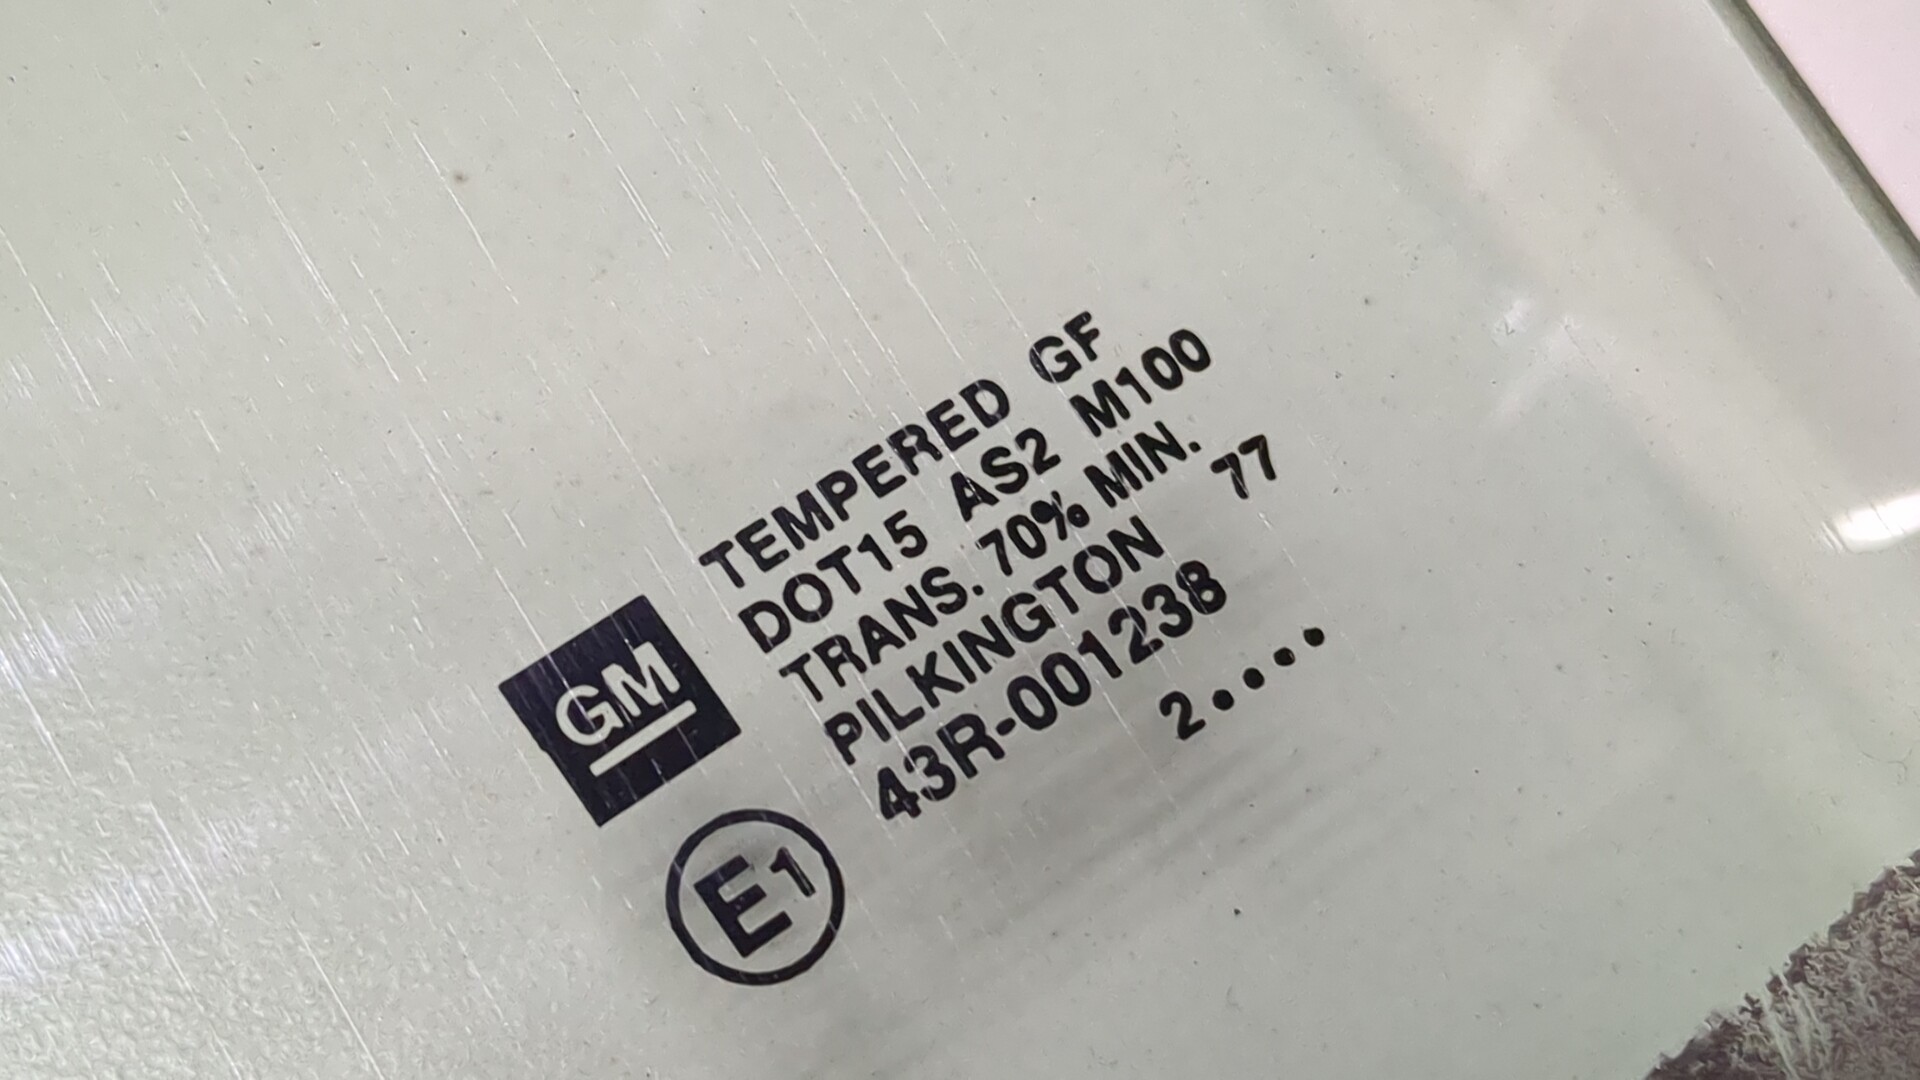 TEMPERED GF
DOT15 AS2 M100
TRANS. 70% MIN.
PILKINGTON 77
43R-001238
2••••
GM
E1